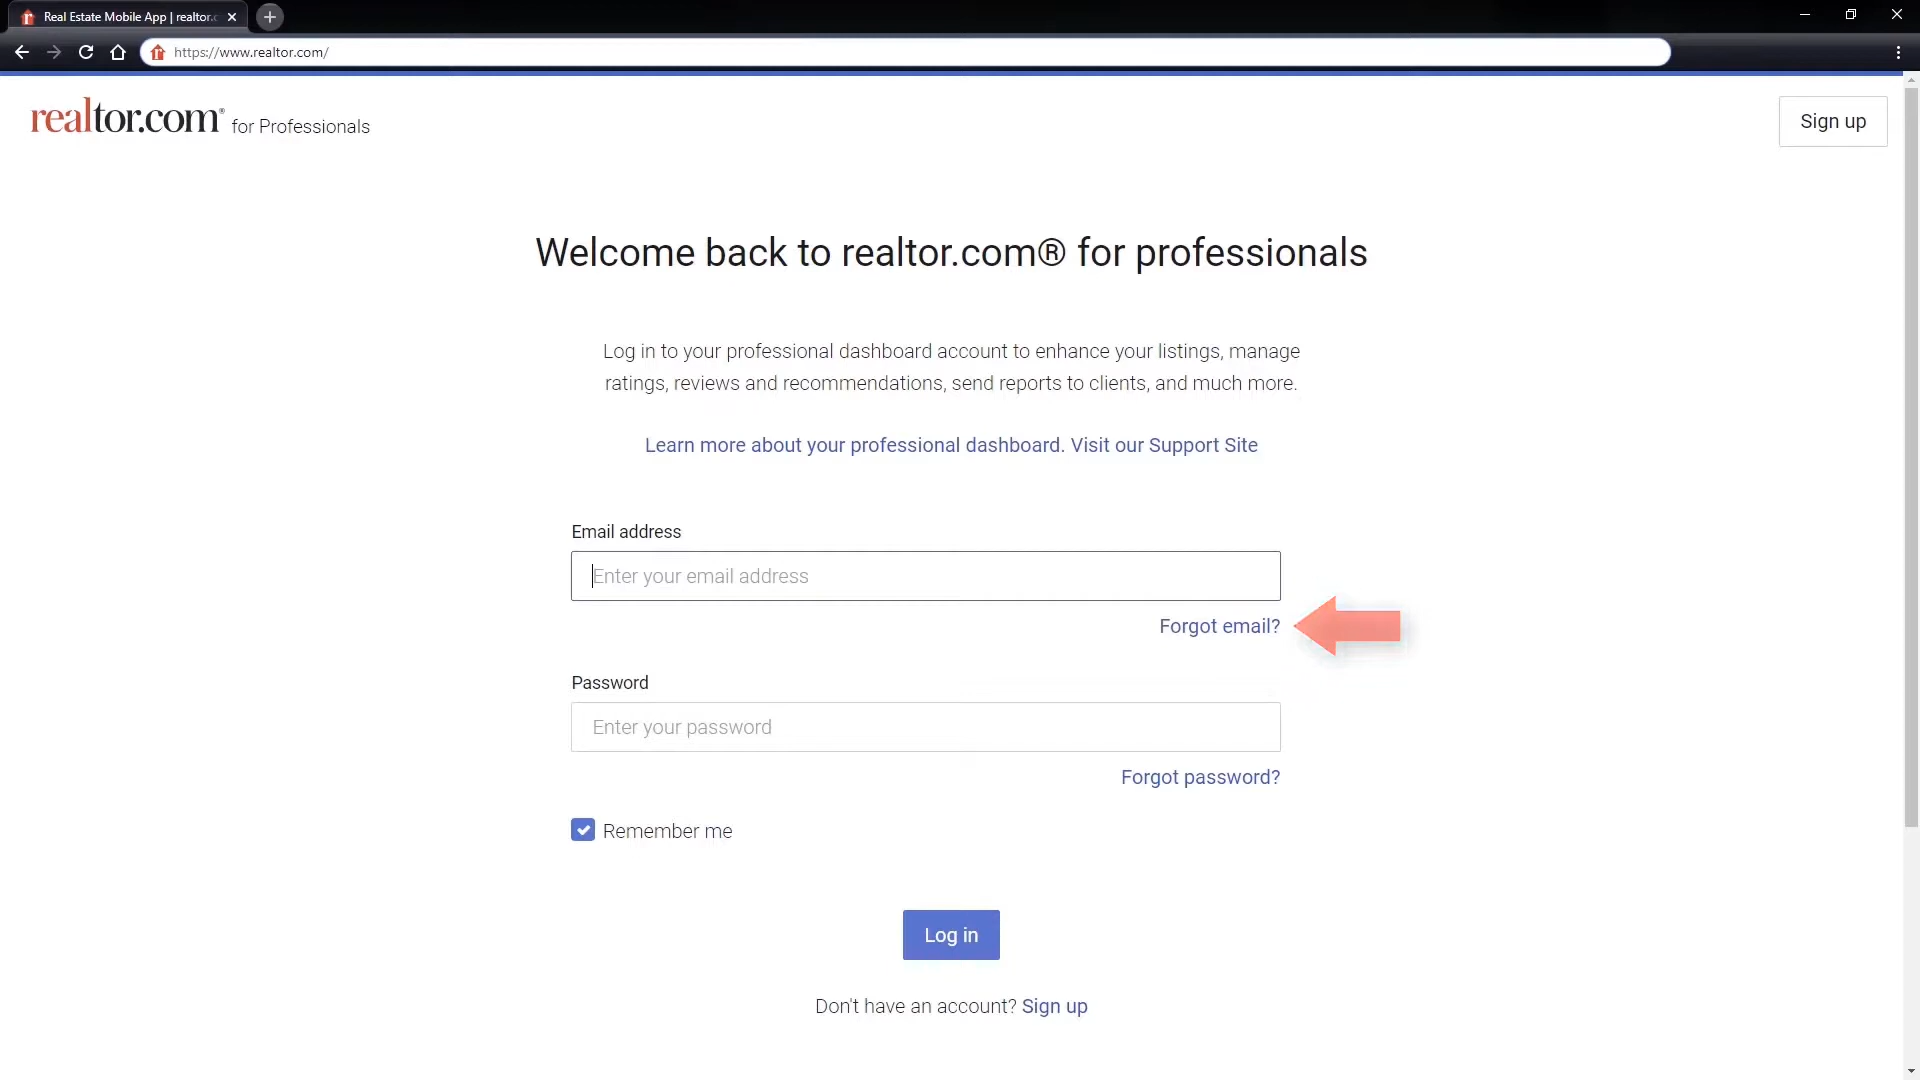 Real Estate Mobile App | realtor.c
https://www.realtor.com/
realtor.com® for Professionals
Sign up
Welcome back to realtor.com® for professionals
Log in to your professional dashboard account to enhance your listings, manage
ratings, reviews and recommendations, send reports to clients, and much more.
Learn more about your professional dashboard. Visit our Support Site
Email address
Enter your email address
Forgot email?
Password
Enter your password
Forgot password?
Remember me
Log in
Don't have an account? Sign up